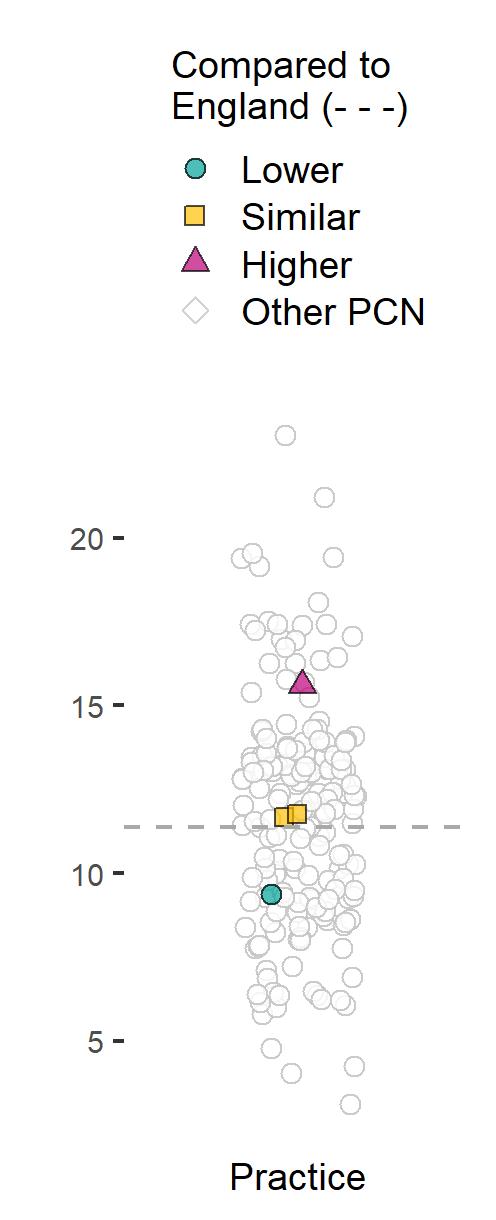 Compared to
England (- - -)
Lower
Similar
Higher
Other PCN
20
15
10
5
Practice